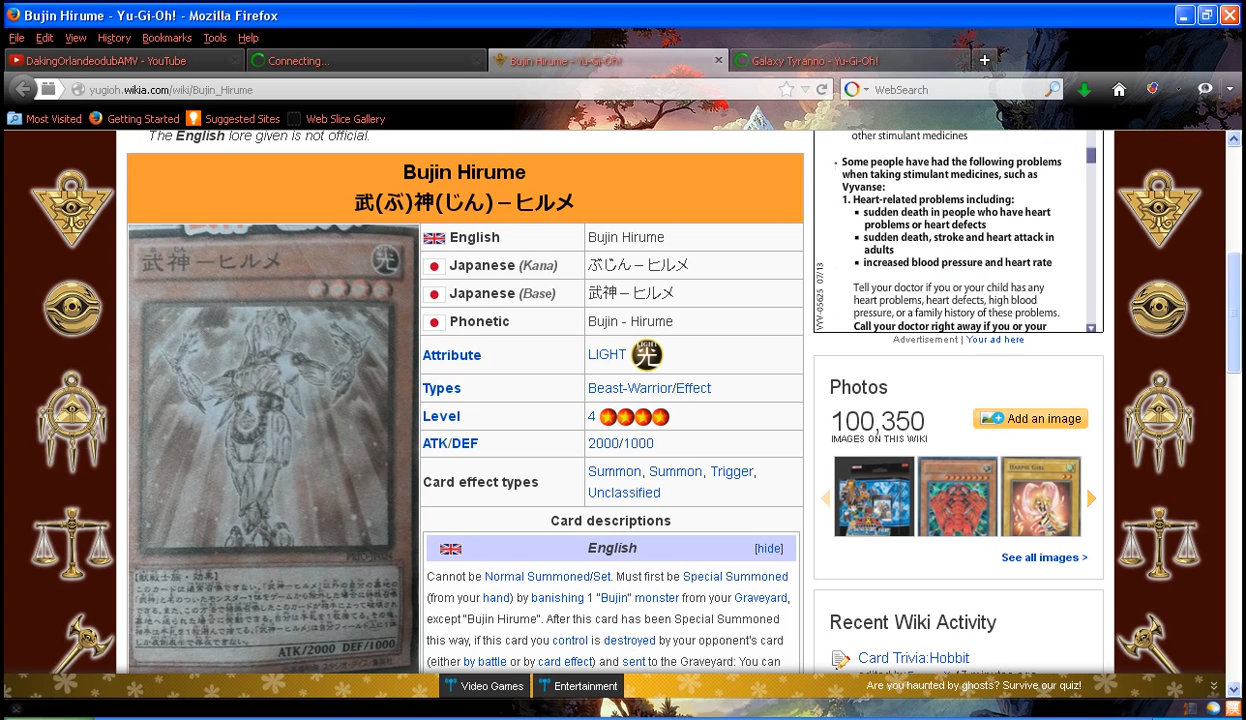 Bujin Hirume - Yu-Gi-Oh! - Mozilla Firefox
File Edit View History Bookmarks Tools Help
DakingOrlandeodubAMV - YouTube
Connecting...
Bujin Hirume - Yu-Gi-Oh!
Galaxy Tyranno - Yu-Gi-Oh!
yugioh.wikia.com/wiki/Bujin_Hirume
WebSearch
Most Visited Getting Started Suggested Sites Web Slice Gallery
The English lore given is not official.
Bujin Hirume
武(ぶ)神(じん)－ヒルメ
武神－ヒルメ
光
ATK/2000 DEF/1000
English Bujin Hirume
Japanese (Kana) ぶじん－ヒルメ
Japanese (Base) 武神－ヒルメ
Phonetic Bujin - Hirume
Attribute LIGHT LIGHT 光
Types Beast-Warrior/Effect
Level 4
ATK/DEF 2000/1000
Card effect types Summon, Summon, Trigger,
Unclassified
Card descriptions
English [hide]
Cannot be Normal Summoned/Set. Must first be Special Summoned
(from your hand) by banishing 1 "Bujin" monster from your Graveyard,
except "Bujin Hirume". After this card has been Special Summoned
this way, if this card you control is destroyed by your opponent's card
(either by battle or by card effect) and sent to the Graveyard: You can
other stimulant medicines
Some people have had the following problems
when taking stimulant medicines, such as
Vyvanse:
1. Heart-related problems including:
sudden death in people who have heart
problems or heart defects
sudden death, stroke and heart attack in
adults
increased blood pressure and heart rate
Tell your doctor if you or your child has any
heart problems, heart defects, high blood
pressure, or a family history of these problems.
Call your doctor right away if you or your
VYV-05625 07/13
Advertisement | Your ad here
Photos
100,350
IMAGES ON THIS WIKI
Add an image
See all images >
Recent Wiki Activity
Card Trivia:Hobbit
Video Games
Entertainment
Are you haunted by ghosts? Survive our quiz!